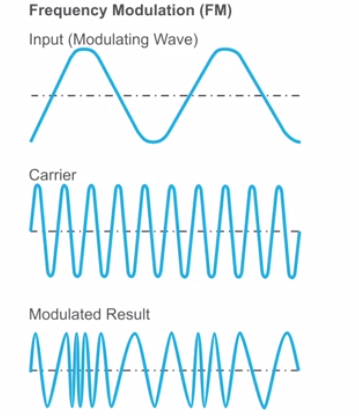 Frequency Modulation (FM)
Input (Modulating Wave)
Carrier
Modulated Result